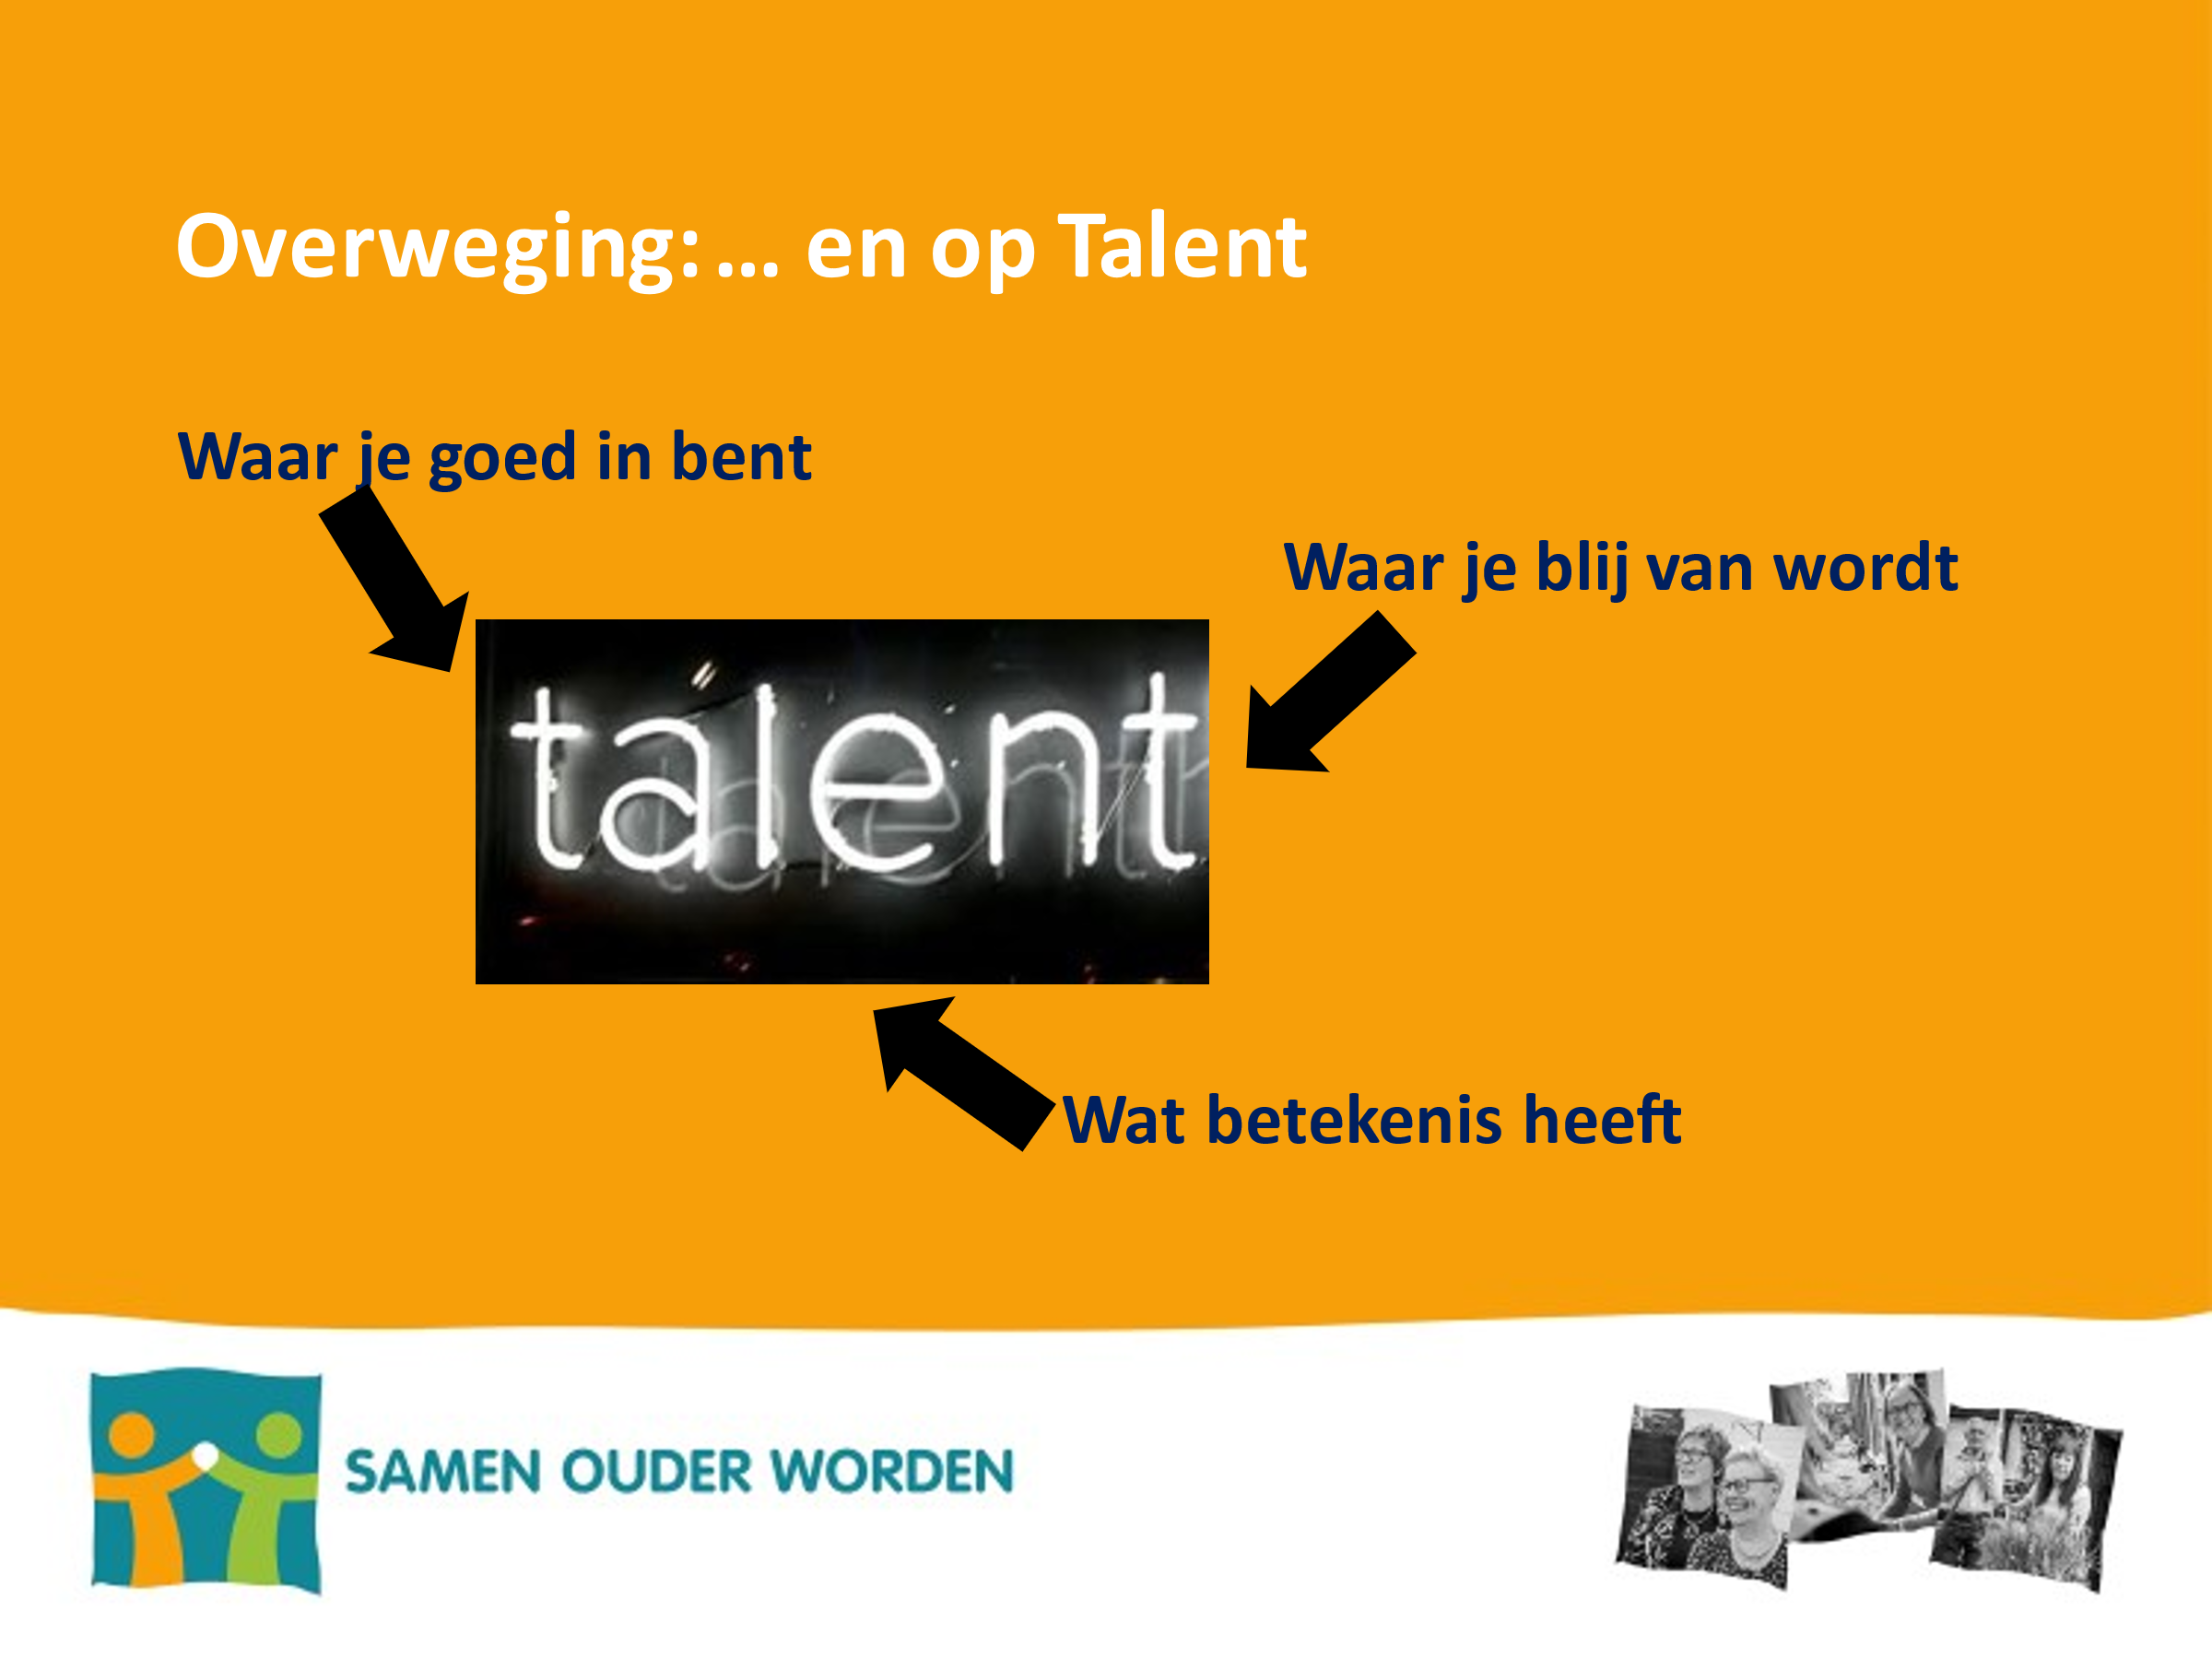 Overweging: ... en op Talent
Waar je goed in bent
Waar je blij van wordt
talent
Wat betekenis heeft
SAMEN OUDER WORDEN